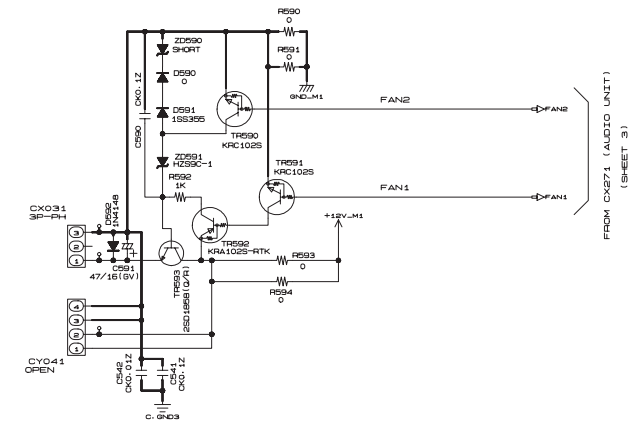 R590
0
R591
0
GND_M1
ZD590
SHORT
D590
0
D591
1SS355
CK0.1Z
C590
TR590
KRC102S
FAN2
FAN2
ZD591
HZS9C-1
TR591
KRC102S
R592
1K
FAN1
FAN1
FROM CX271 (AUDIO UNIT)
(SHEET 3)
CX031
3P-PH
D592
1N4148
3
2
1
C591
47/16(GV)
+
TR592
KRA102S-RTK
+12V_M1
TR593
2SD1858(Q/R)
R593
0
R594
0
4
3
2
1
CY041
OPEN
C542
CK0.01Z
C541
CK0.1Z
C.GND3